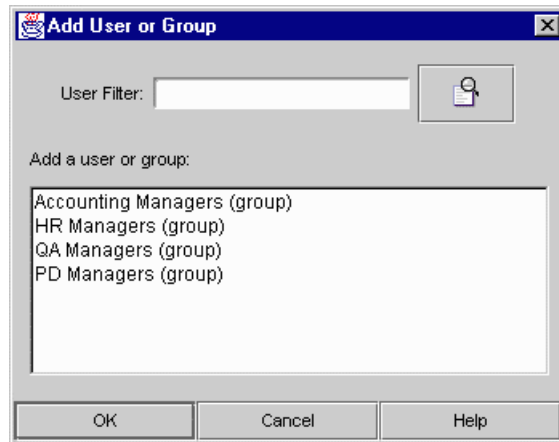 Add User or Group
User Filter:
Add a user or group:
Accounting Managers (group)
HR Managers (group)
QA Managers (group)
PD Managers (group)
OK
Cancel
Help